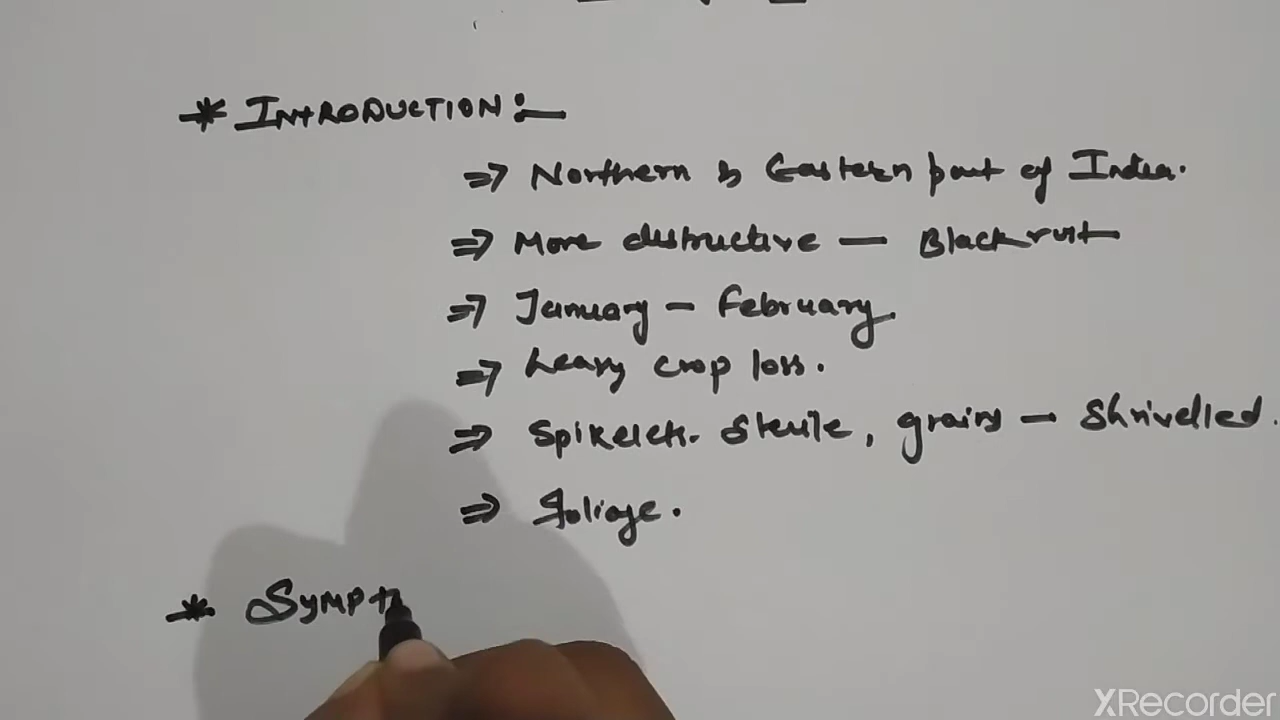 * INTRODUCTION :-
⇒ Northern & Eastern part of India.
⇒ More destructive - Black rust
⇒ January - February.
⇒ heavy crop loss.
⇒ Spikelets. Sterile, grains - Shrivelled.
⇒ foliage.
* Sympt
XRecorder